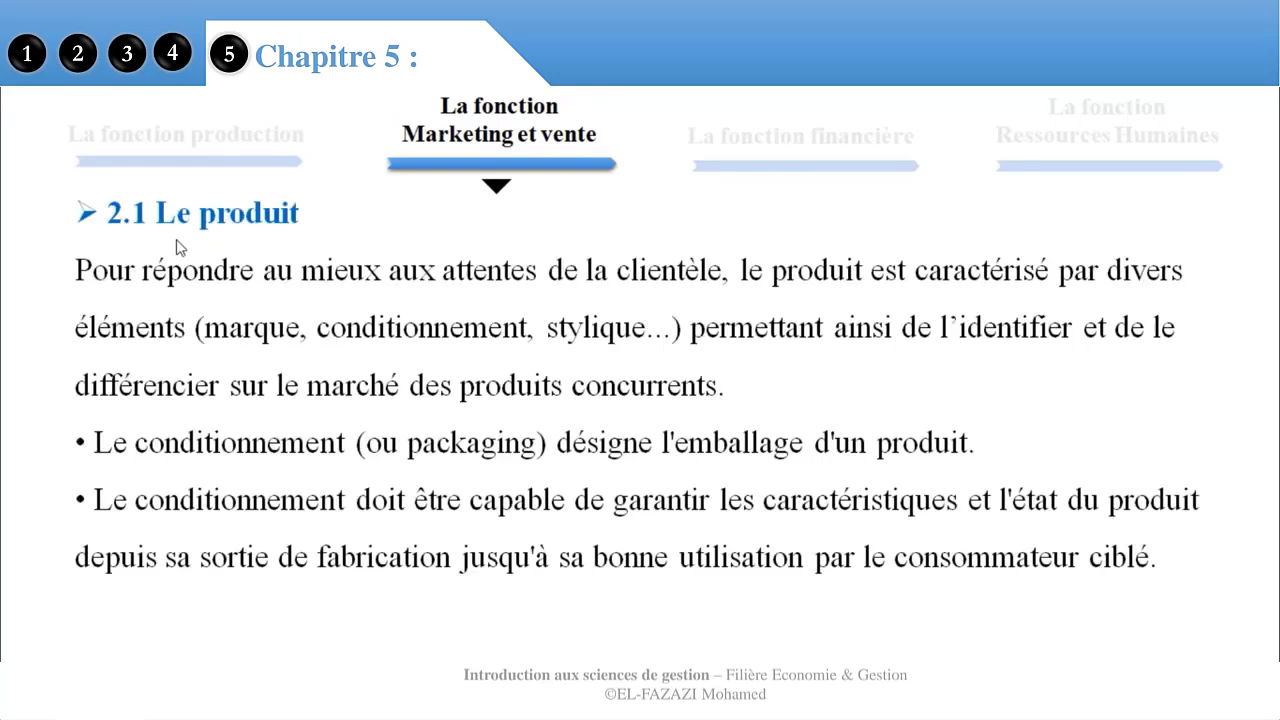 1 2 3 4 5 Chapitre 5 :
La fonction production
La fonction
Marketing et vente
La fonction financière
La fonction
Ressources Humaines
2.1 Le produit
Pour répondre au mieux aux attentes de la clientèle, le produit est caractérisé par divers
éléments (marque, conditionnement, stylique...) permettant ainsi de l’identifier et de le
différencier sur le marché des produits concurrents.
• Le conditionnement (ou packaging) désigne l'emballage d'un produit.
• Le conditionnement doit être capable de garantir les caractéristiques et l'état du produit
depuis sa sortie de fabrication jusqu'à sa bonne utilisation par le consommateur ciblé.
Introduction aux sciences de gestion – Filière Economie & Gestion
©EL-FAZAZI Mohamed